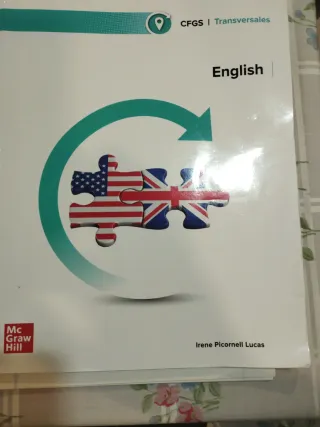 CFGS | Transversales
English
Mc
Graw
Hill
Irene Picornell Lucas